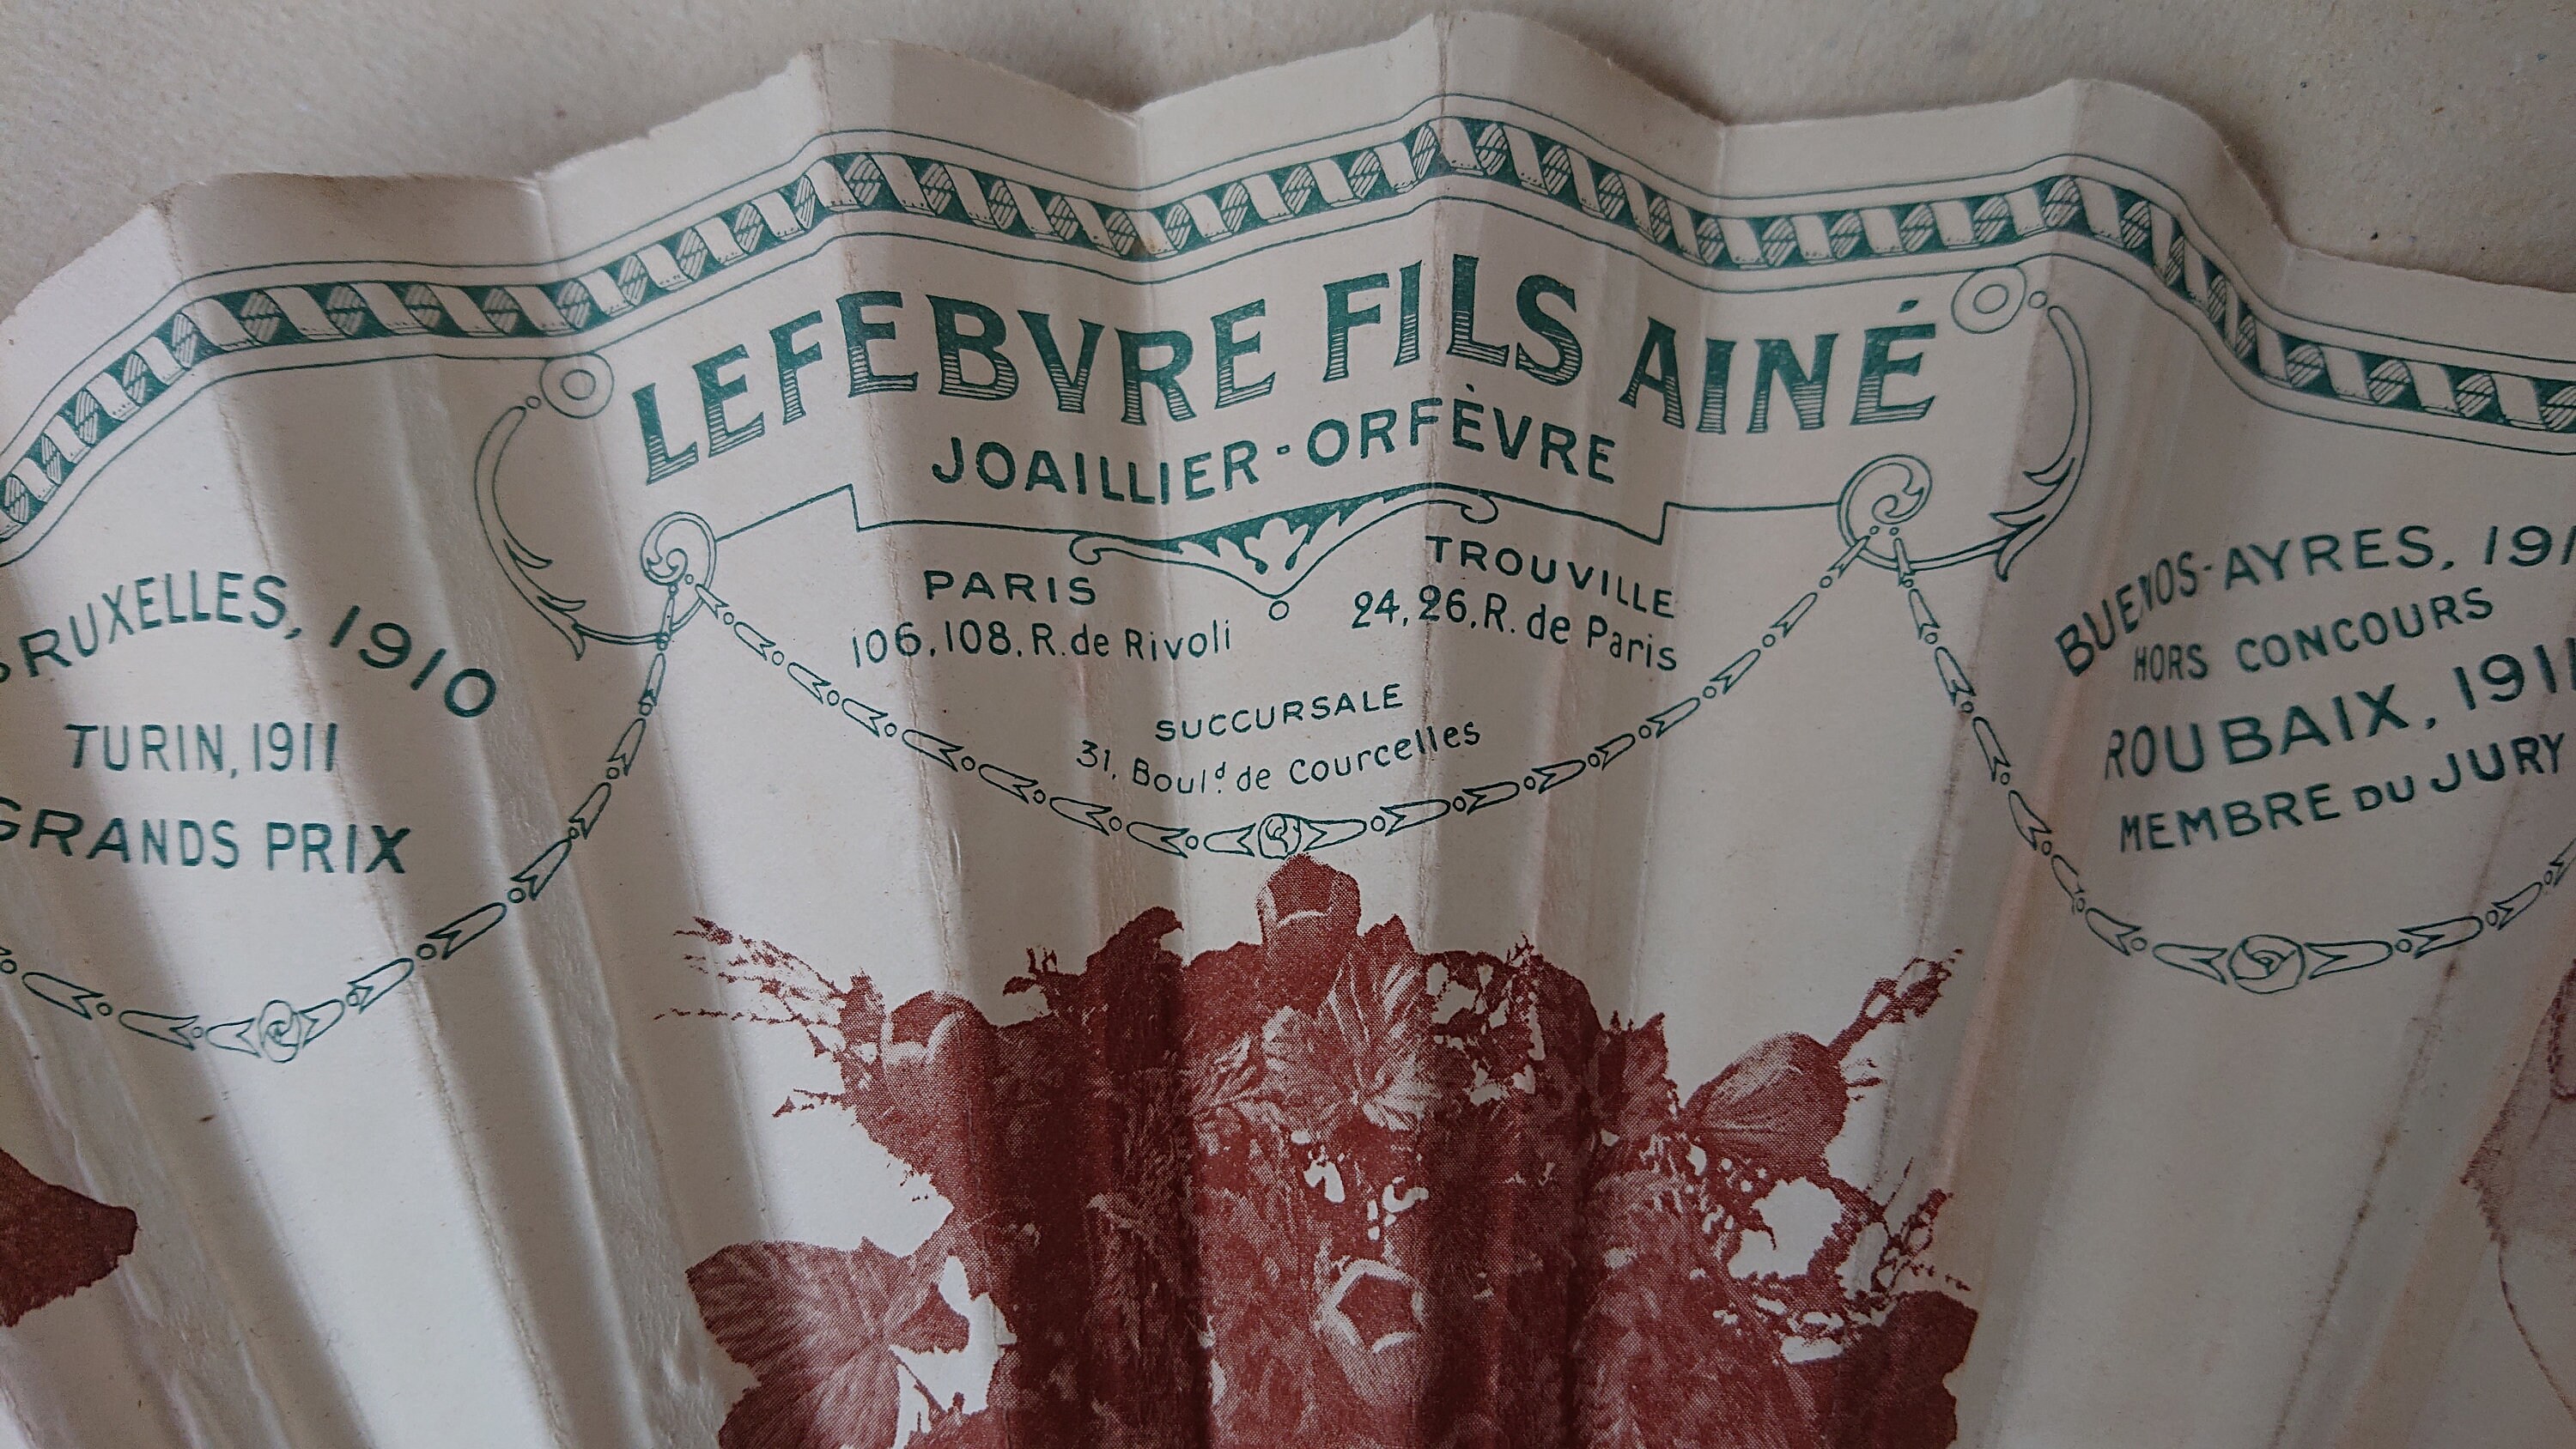 LEFEBVRE FILS AINÉ
JOAILLIER-ORFÈVRE
PARIS
106,108,R.de Rivoli
TROUVILLE
24,26,R. de Paris
SUCCURSALE
31, Boulᵈ. de Courcelles
BRUXELLES, 1910
TURIN, 1911
GRANDS PRIX
BUENOS-AYRES,
HORS CONCOURS
ROUBAIX, 1911
MEMBRE DU JURY